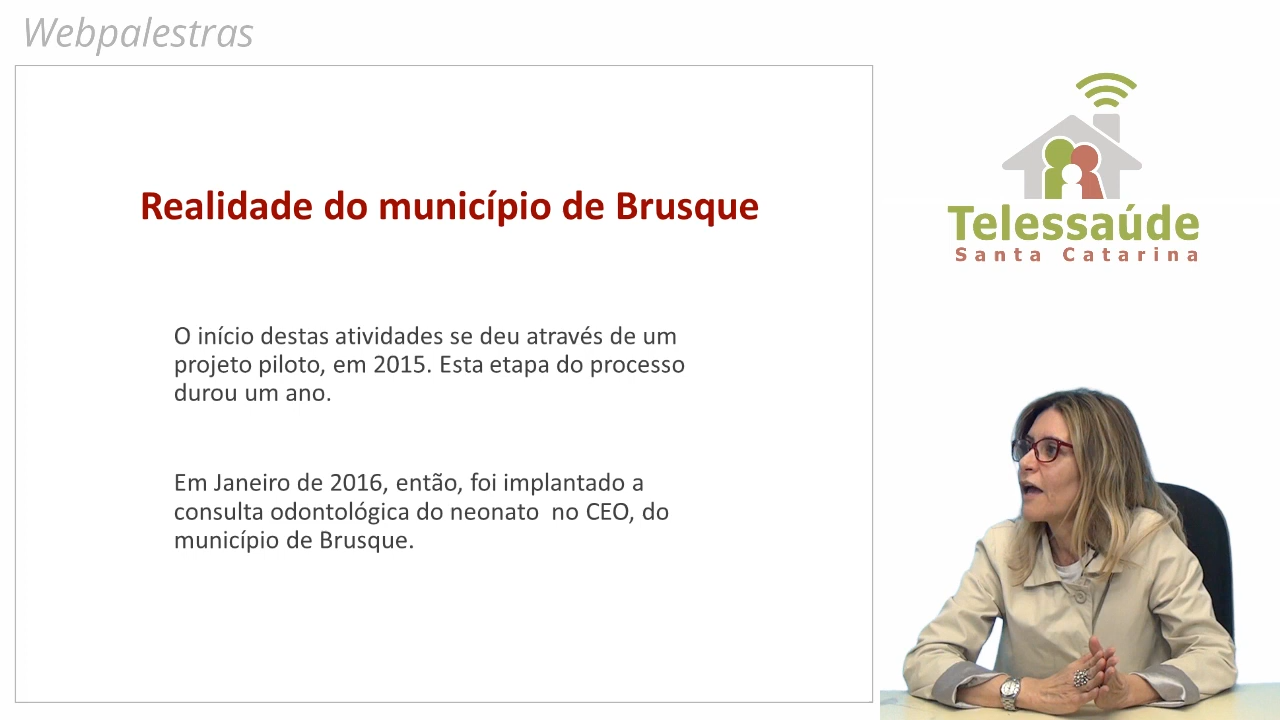 Webpalestras
Realidade do município de Brusque
O início destas atividades se deu através de um
projeto piloto, em 2015. Esta etapa do processo
durou um ano.
Em Janeiro de 2016, então, foi implantado a
consulta odontológica do neonato  no CEO, do
município de Brusque.
Telessaúde
Santa Catarina